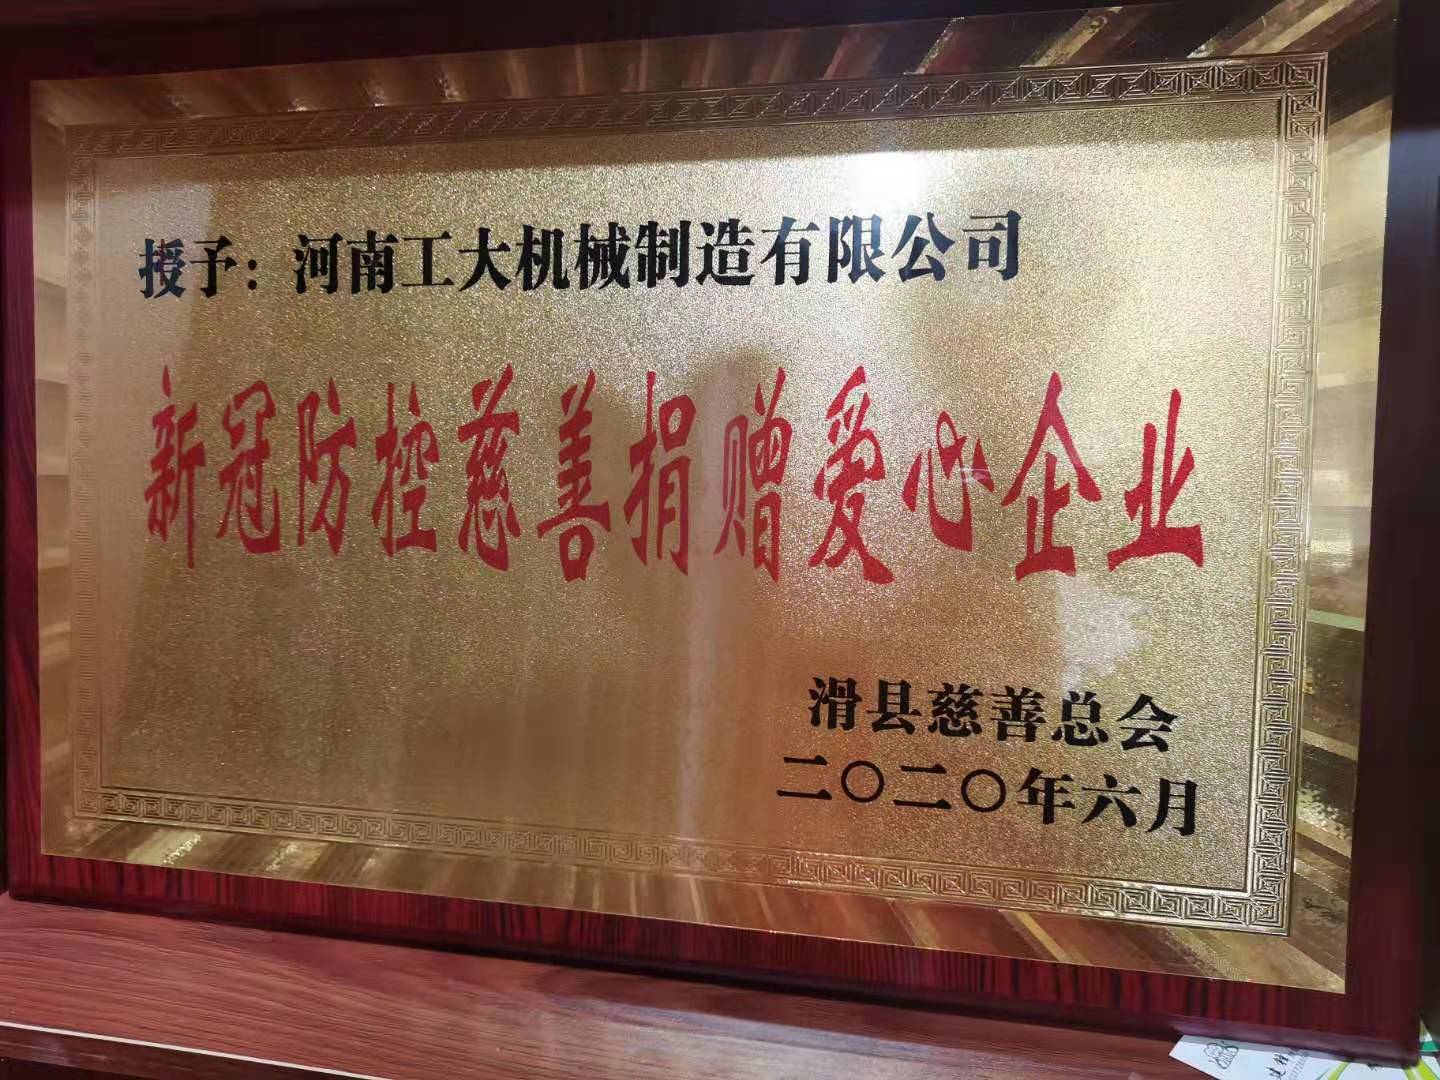 授予：河南工大机械制造有限公司
新冠防控慈善捐赠爱心企业
滑县慈善总会
二〇二〇年六月